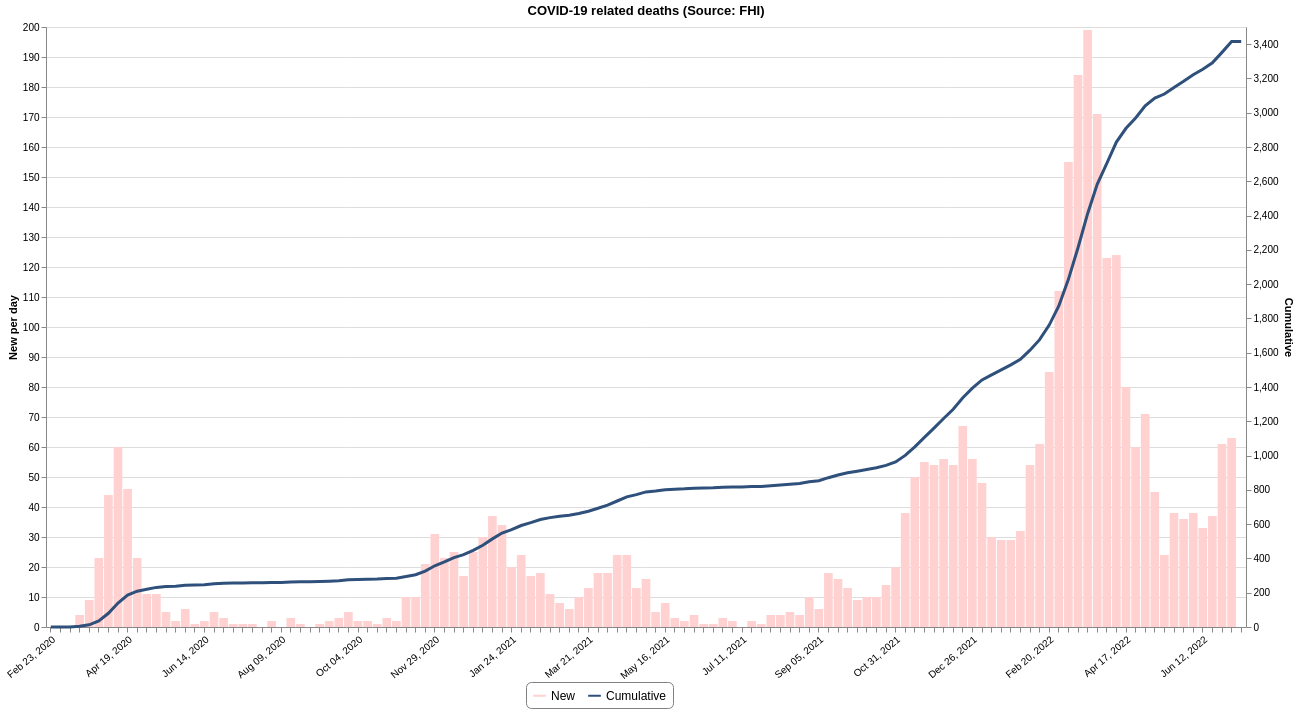 COVID-19 related deaths (Source: FHI)
200
190
180
170
160
150
140
130
120
110
100
90
80
70
60
50
40
30
20
10
0
New per day
3,400
3,200
3,000
2,800
2,600
2,400
2,200
2,000
1,800
1,600
1,400
1,200
1,000
800
600
400
200
0
Cumulative
Feb 23, 2020
Apr 19, 2020
Jun 14, 2020
Aug 09, 2020
Oct 04, 2020
Nov 29, 2020
Jan 24, 2021
Mar 21, 2021
May 16, 2021
Jul 11, 2021
Sep 05, 2021
Oct 31, 2021
Dec 26, 2021
Feb 20, 2022
Apr 17, 2022
Jun 12, 2022
New Cumulative